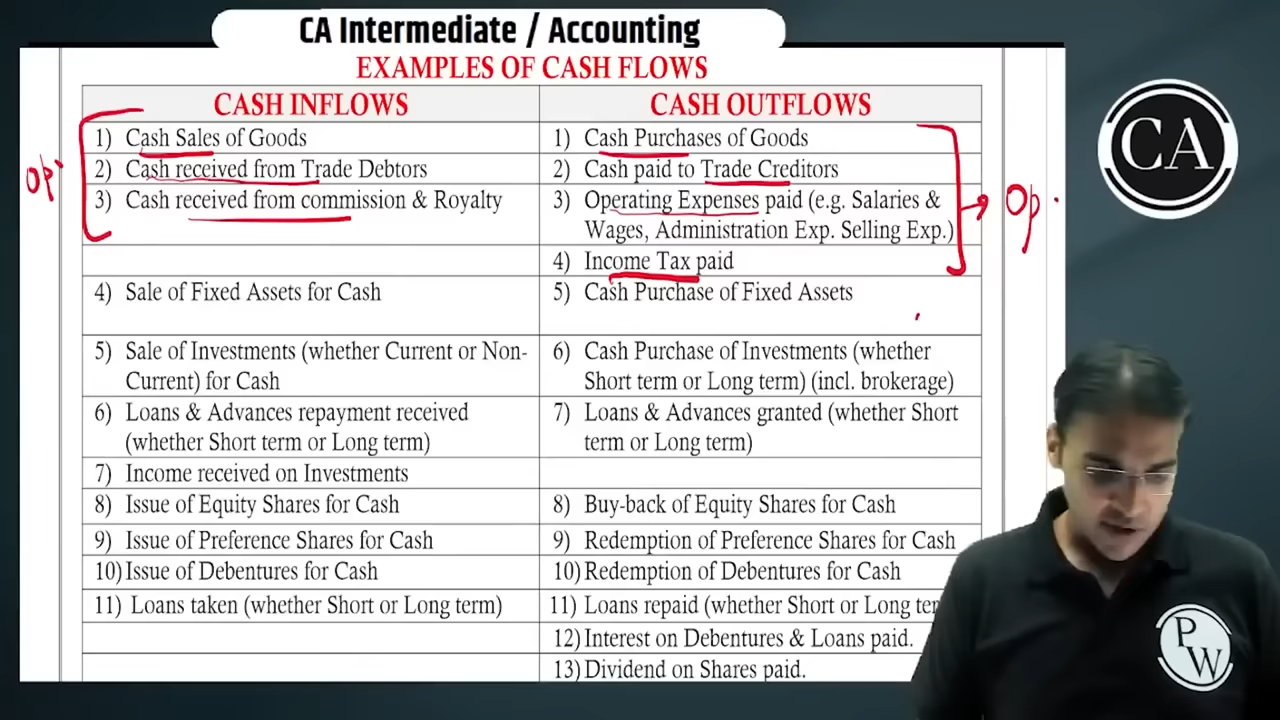 CA Intermediate / Accounting
EXAMPLES OF CASH FLOWS
CASH INFLOWS
CASH OUTFLOWS
1) Cash Sales of Goods
1) Cash Purchases of Goods
2) Cash received from Trade Debtors
2) Cash paid to Trade Creditors
3) Cash received from commission & Royalty
3) Operating Expenses paid (e.g. Salaries &
Wages, Administration Exp. Selling Exp.)
4) Income Tax paid
4) Sale of Fixed Assets for Cash
5) Cash Purchase of Fixed Assets
5) Sale of Investments (whether Current or Non-
Current) for Cash
6) Cash Purchase of Investments (whether
Short term or Long term) (incl. brokerage)
6) Loans & Advances repayment received
(whether Short term or Long term)
7) Loans & Advances granted (whether Short
term or Long term)
7) Income received on Investments
8) Issue of Equity Shares for Cash
8) Buy-back of Equity Shares for Cash
9) Issue of Preference Shares for Cash
9) Redemption of Preference Shares for Cash
10) Issue of Debentures for Cash
10) Redemption of Debentures for Cash
11) Loans taken (whether Short or Long term)
11) Loans repaid (whether Short or Long
12) Interest on Debentures & Loans paid.
13) Dividend on Shares paid.
Op.
Op.
CA
PW